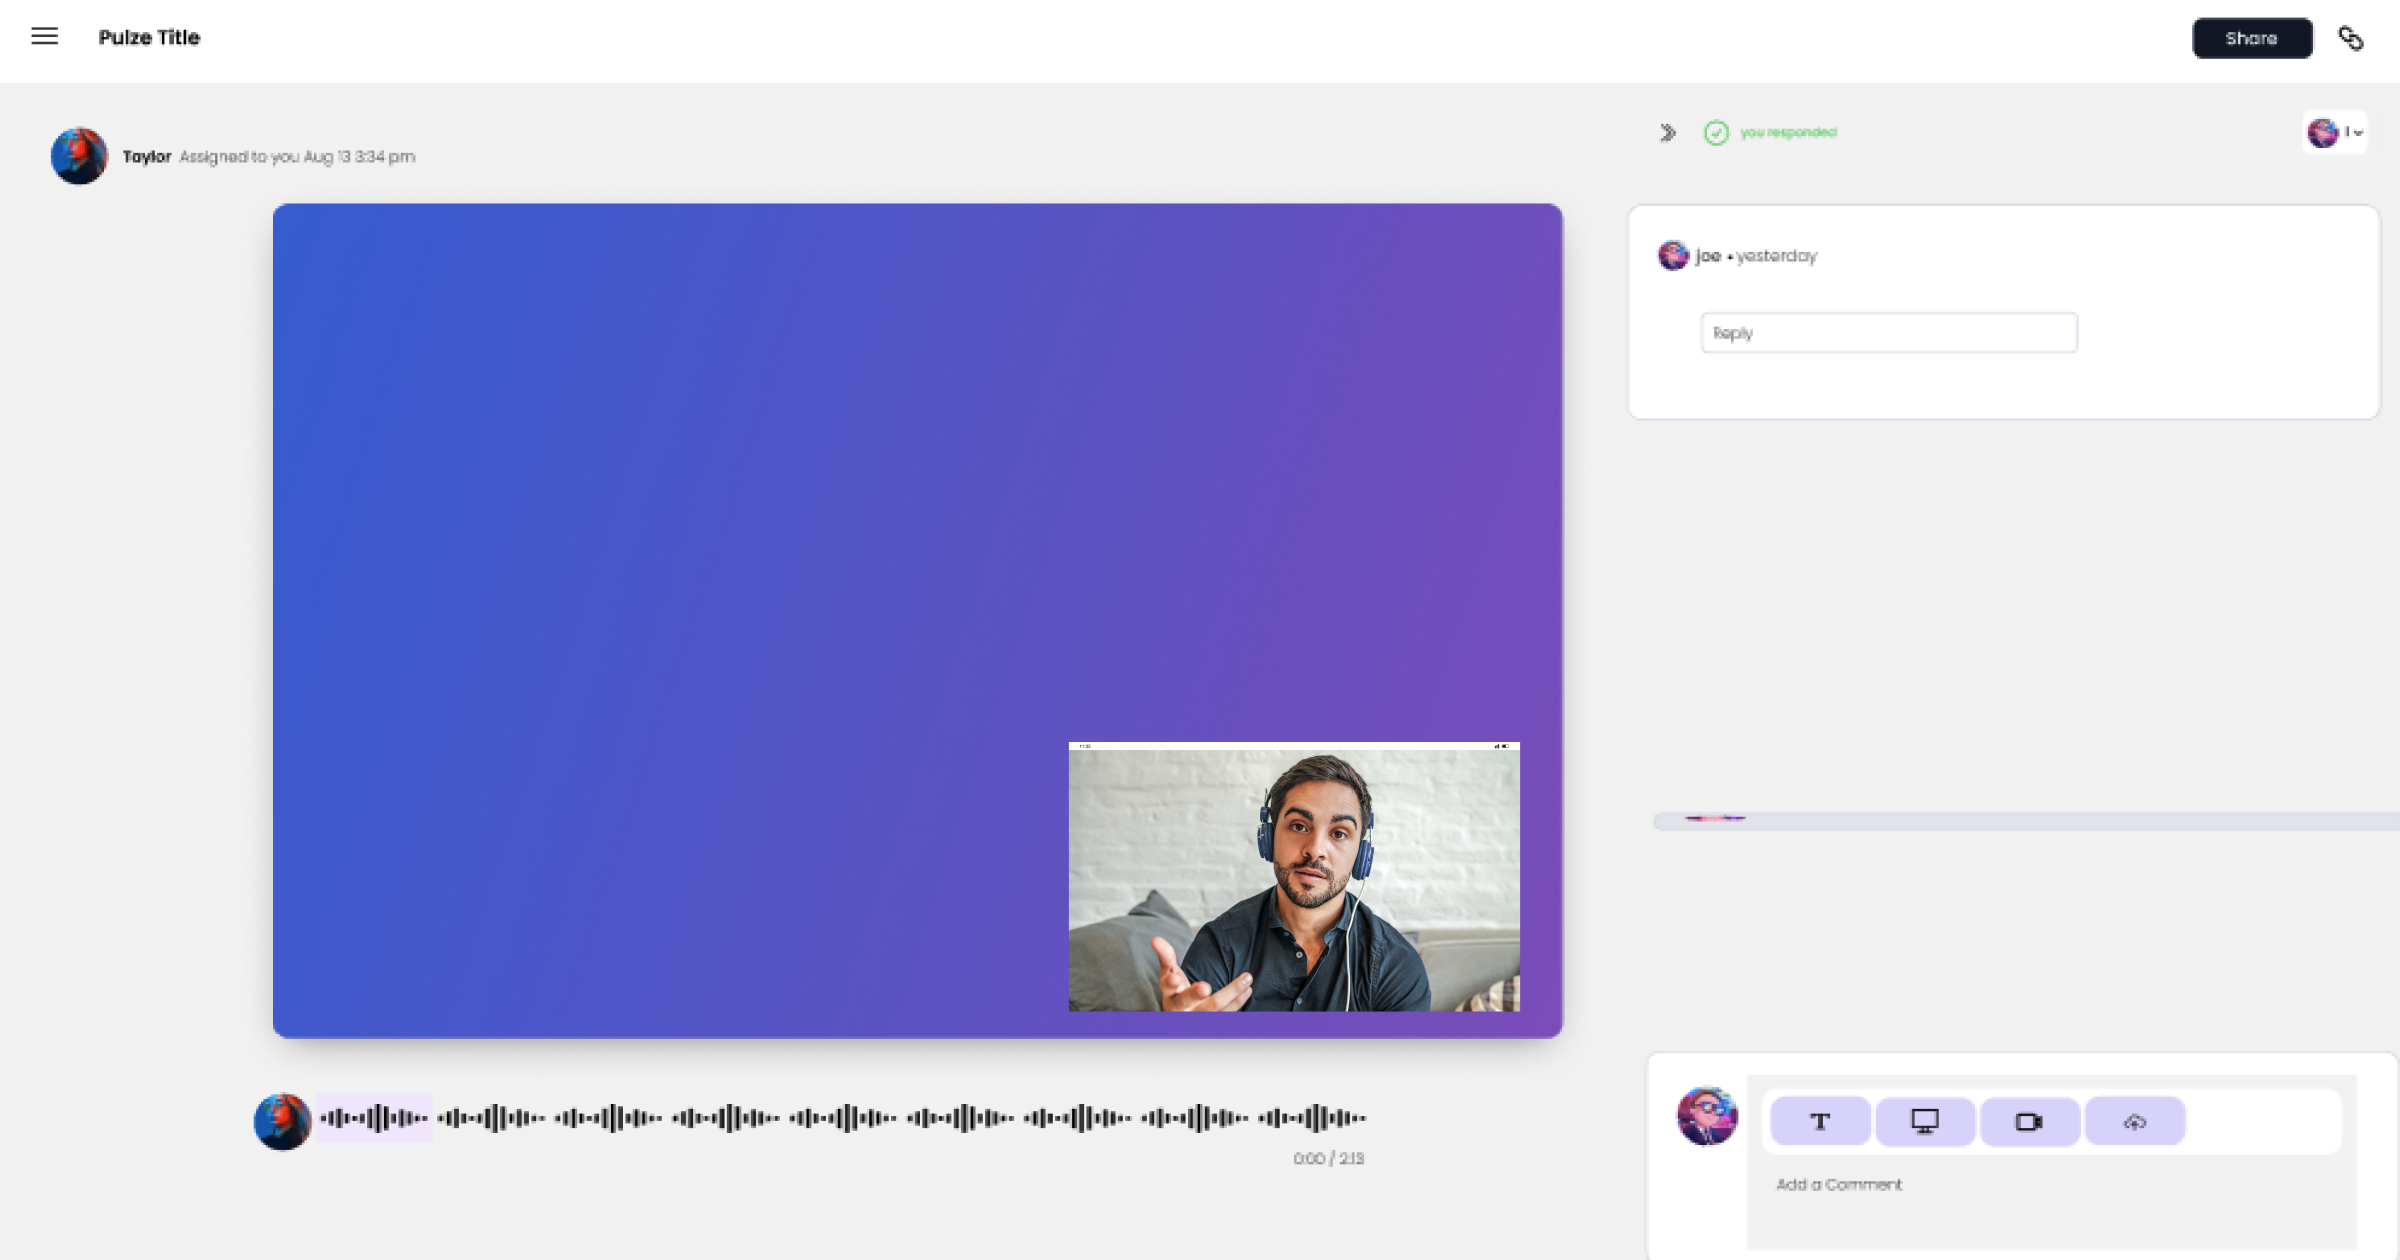 Pulze Title
Share
Taylor Assigned to you Aug 13 3:34 pm
you responded
joe • yesterday
Reply
0:00 / 2:13
T
Add a Comment